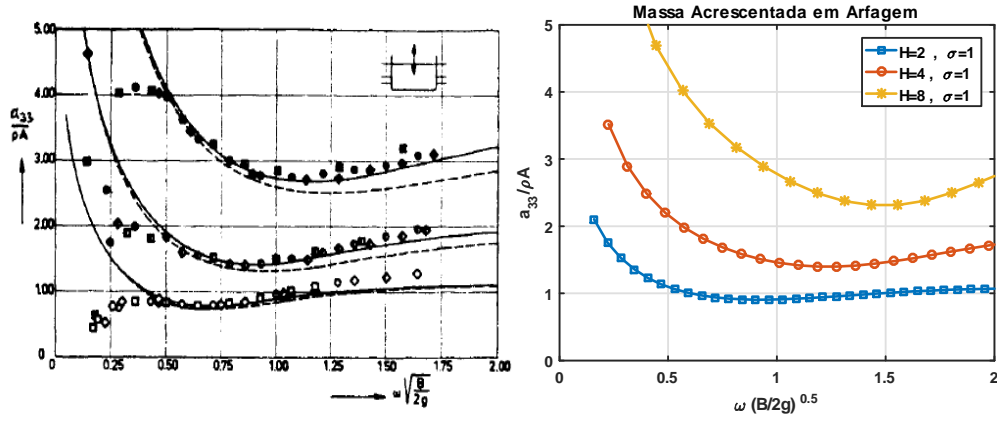 5.00
4.00
a33
ρA
3.00
2.00
1.00
0
0.25
0.50
0.75
1.00
1.25
1.50
1.75
2.00
ω √ B
2g
Massa Acrescentada em Arfagem
H=2 , σ=1
H=4 , σ=1
H=8 , σ=1
5
4
3
2
1
0
a33/ρA
0
0.5
1
1.5
2
ω (B/2g) 0.5